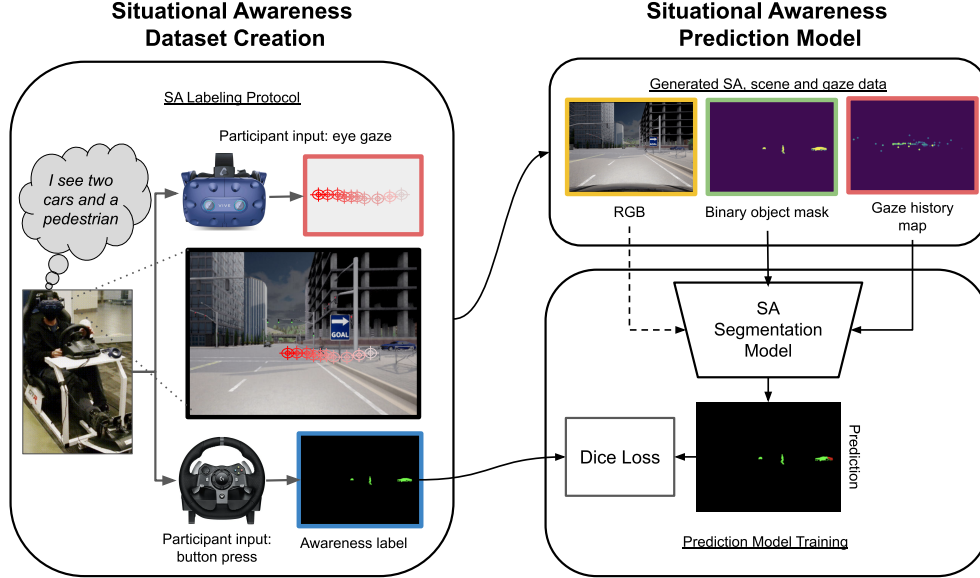 Situational Awareness
Dataset Creation
SA Labeling Protocol
Participant input: eye gaze
I see two
cars and a
pedestrian
VIVE
GOAL
Participant input:
button press
Awareness label
Situational Awareness
Prediction Model
Generated SA, scene and gaze data
RGB
Binary object mask
Gaze history
map
SA
Segmentation
Model
Dice Loss
Prediction
Prediction Model Training